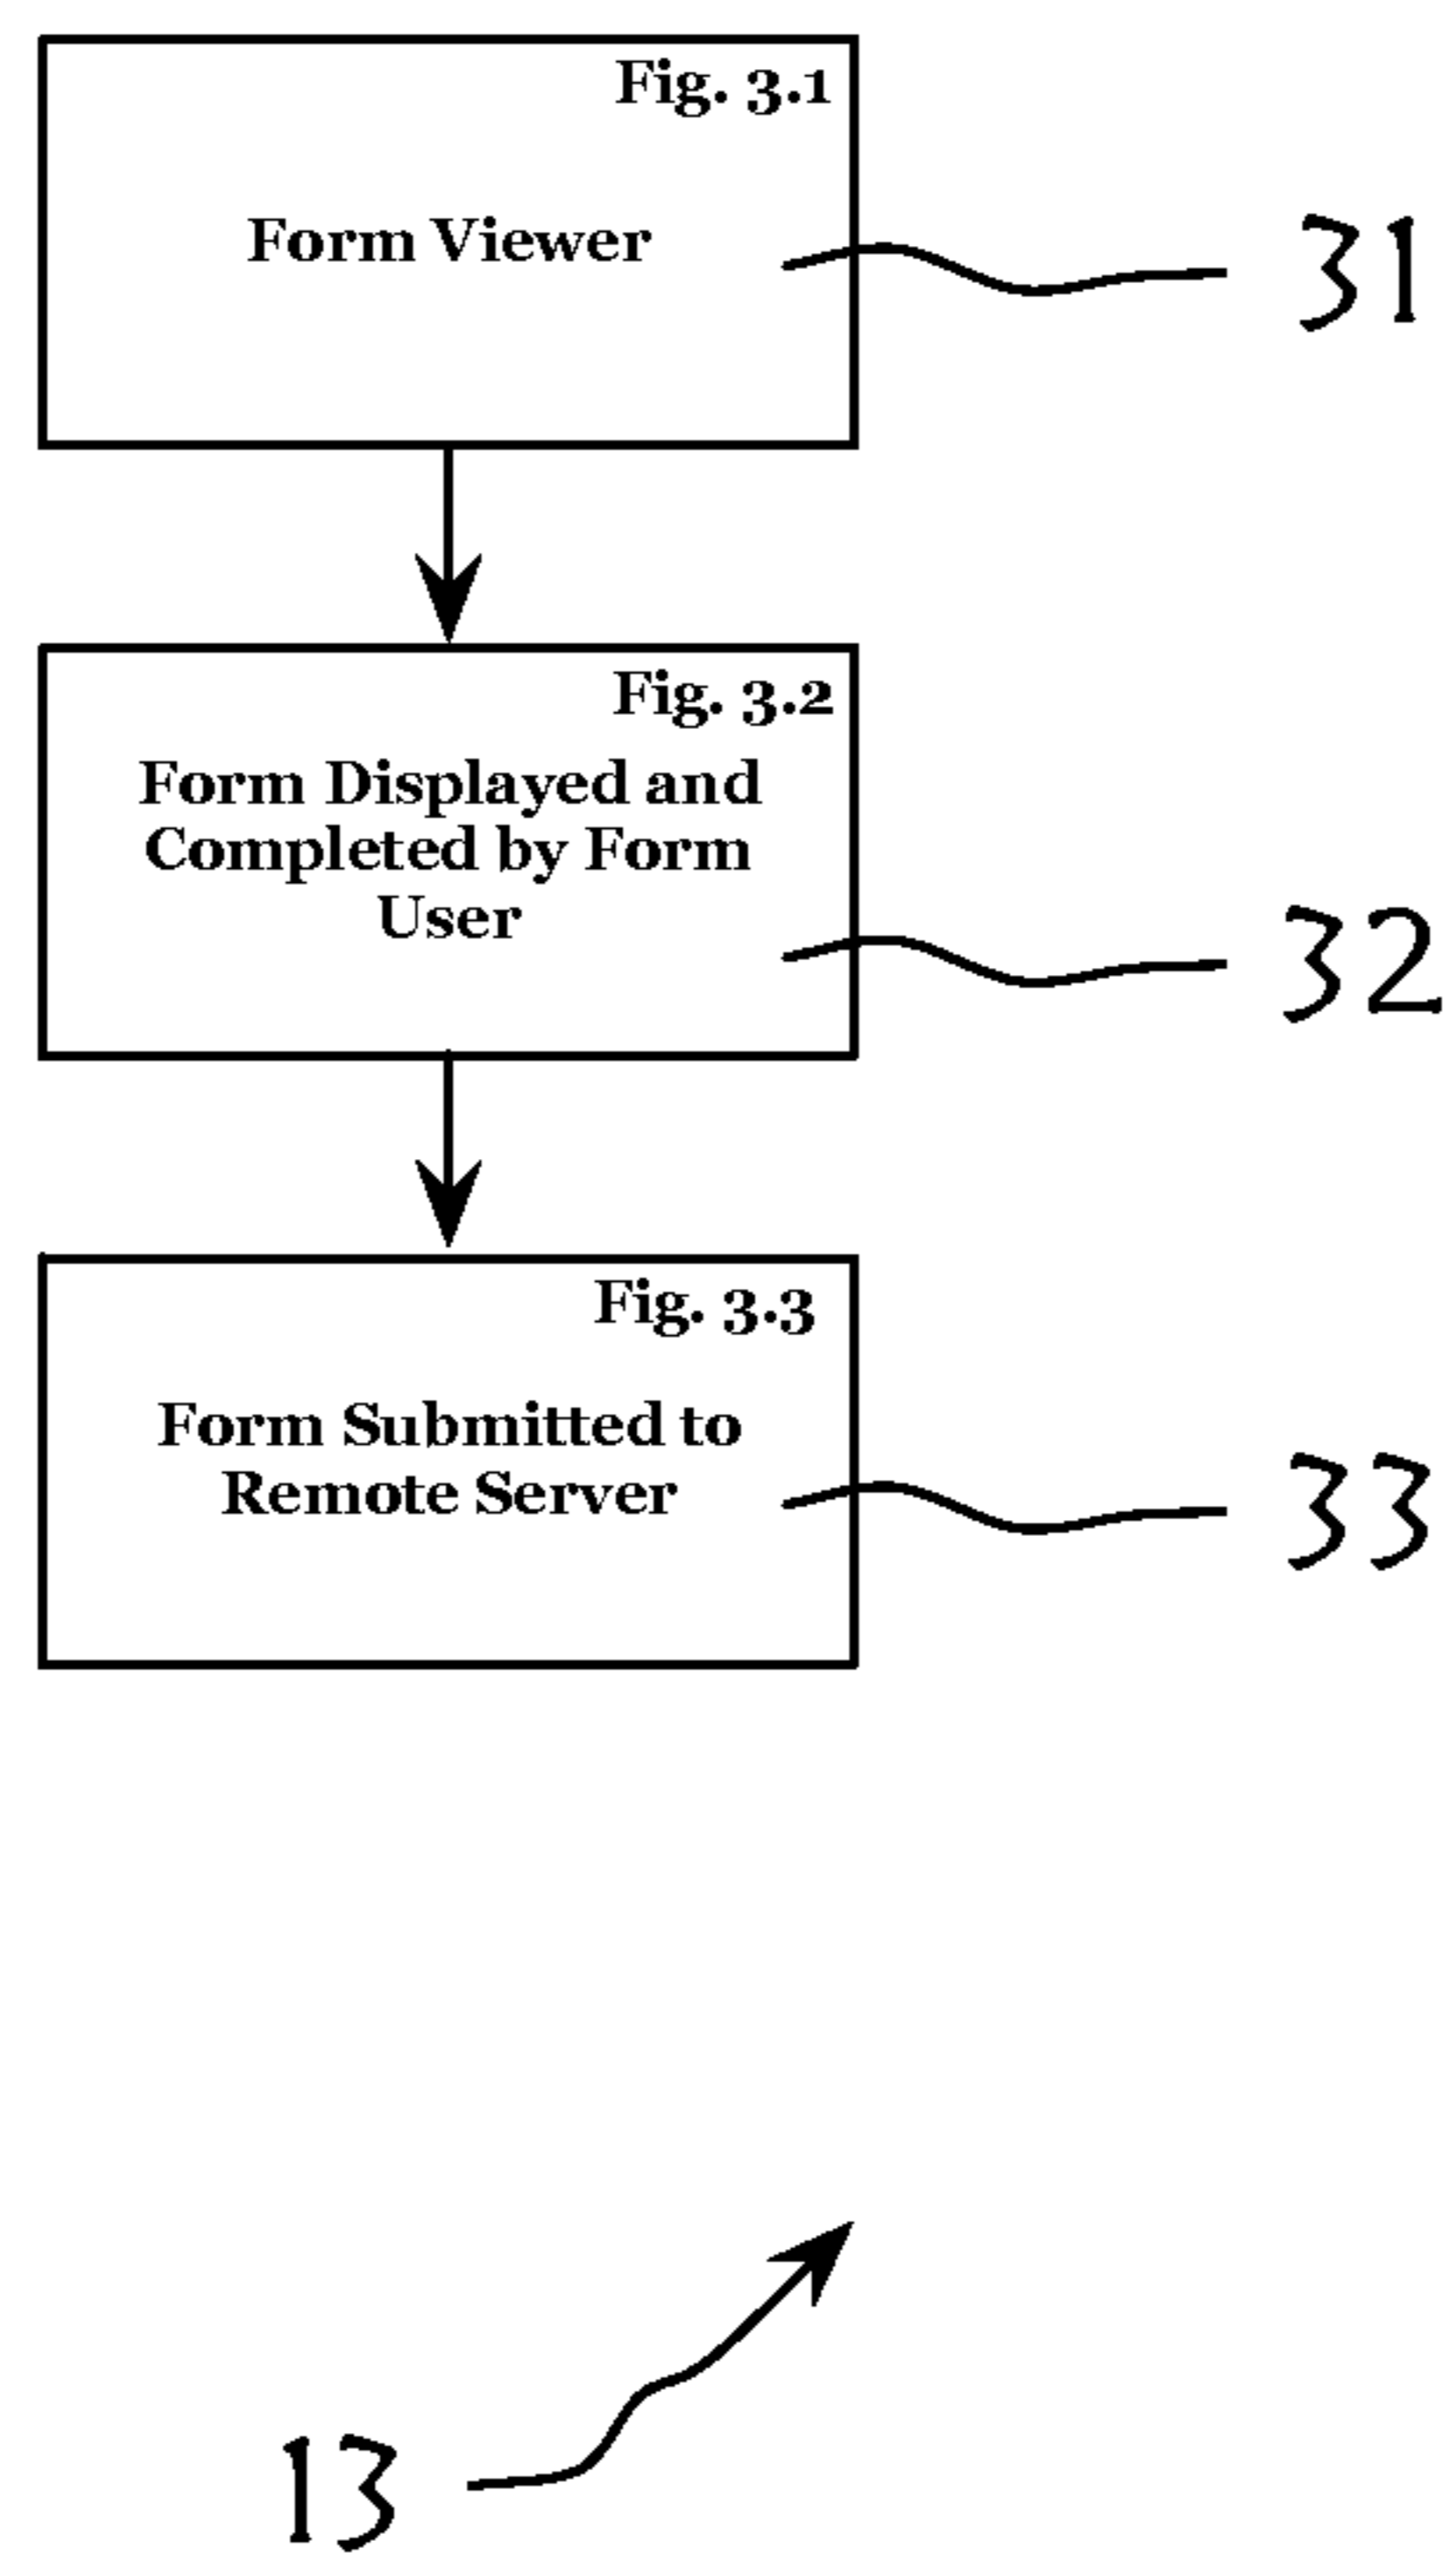 Fig. 3.1
Form Viewer
31
Fig. 3.2
Form Displayed and
Completed by Form
User
32
Fig. 3.3
Form Submitted to
Remote Server
33
13